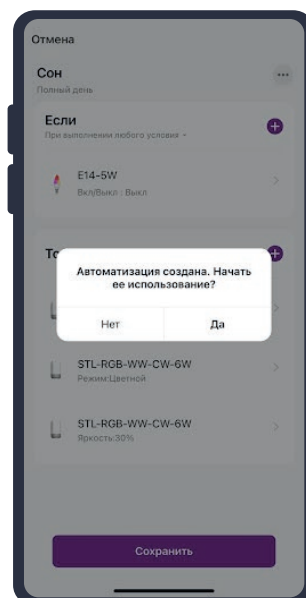 Отмена
Сон
Полный день
Если
При выполнении любого условия
E14-5W
Вкл/Выкл : Выкл
То
Автоматизация создана. Начать
ее использование?
Нет
Да
STL-RGB-WW-CW-6W
Режим:Цветной
STL-RGB-WW-CW-6W
Яркость:30%
Сохранить